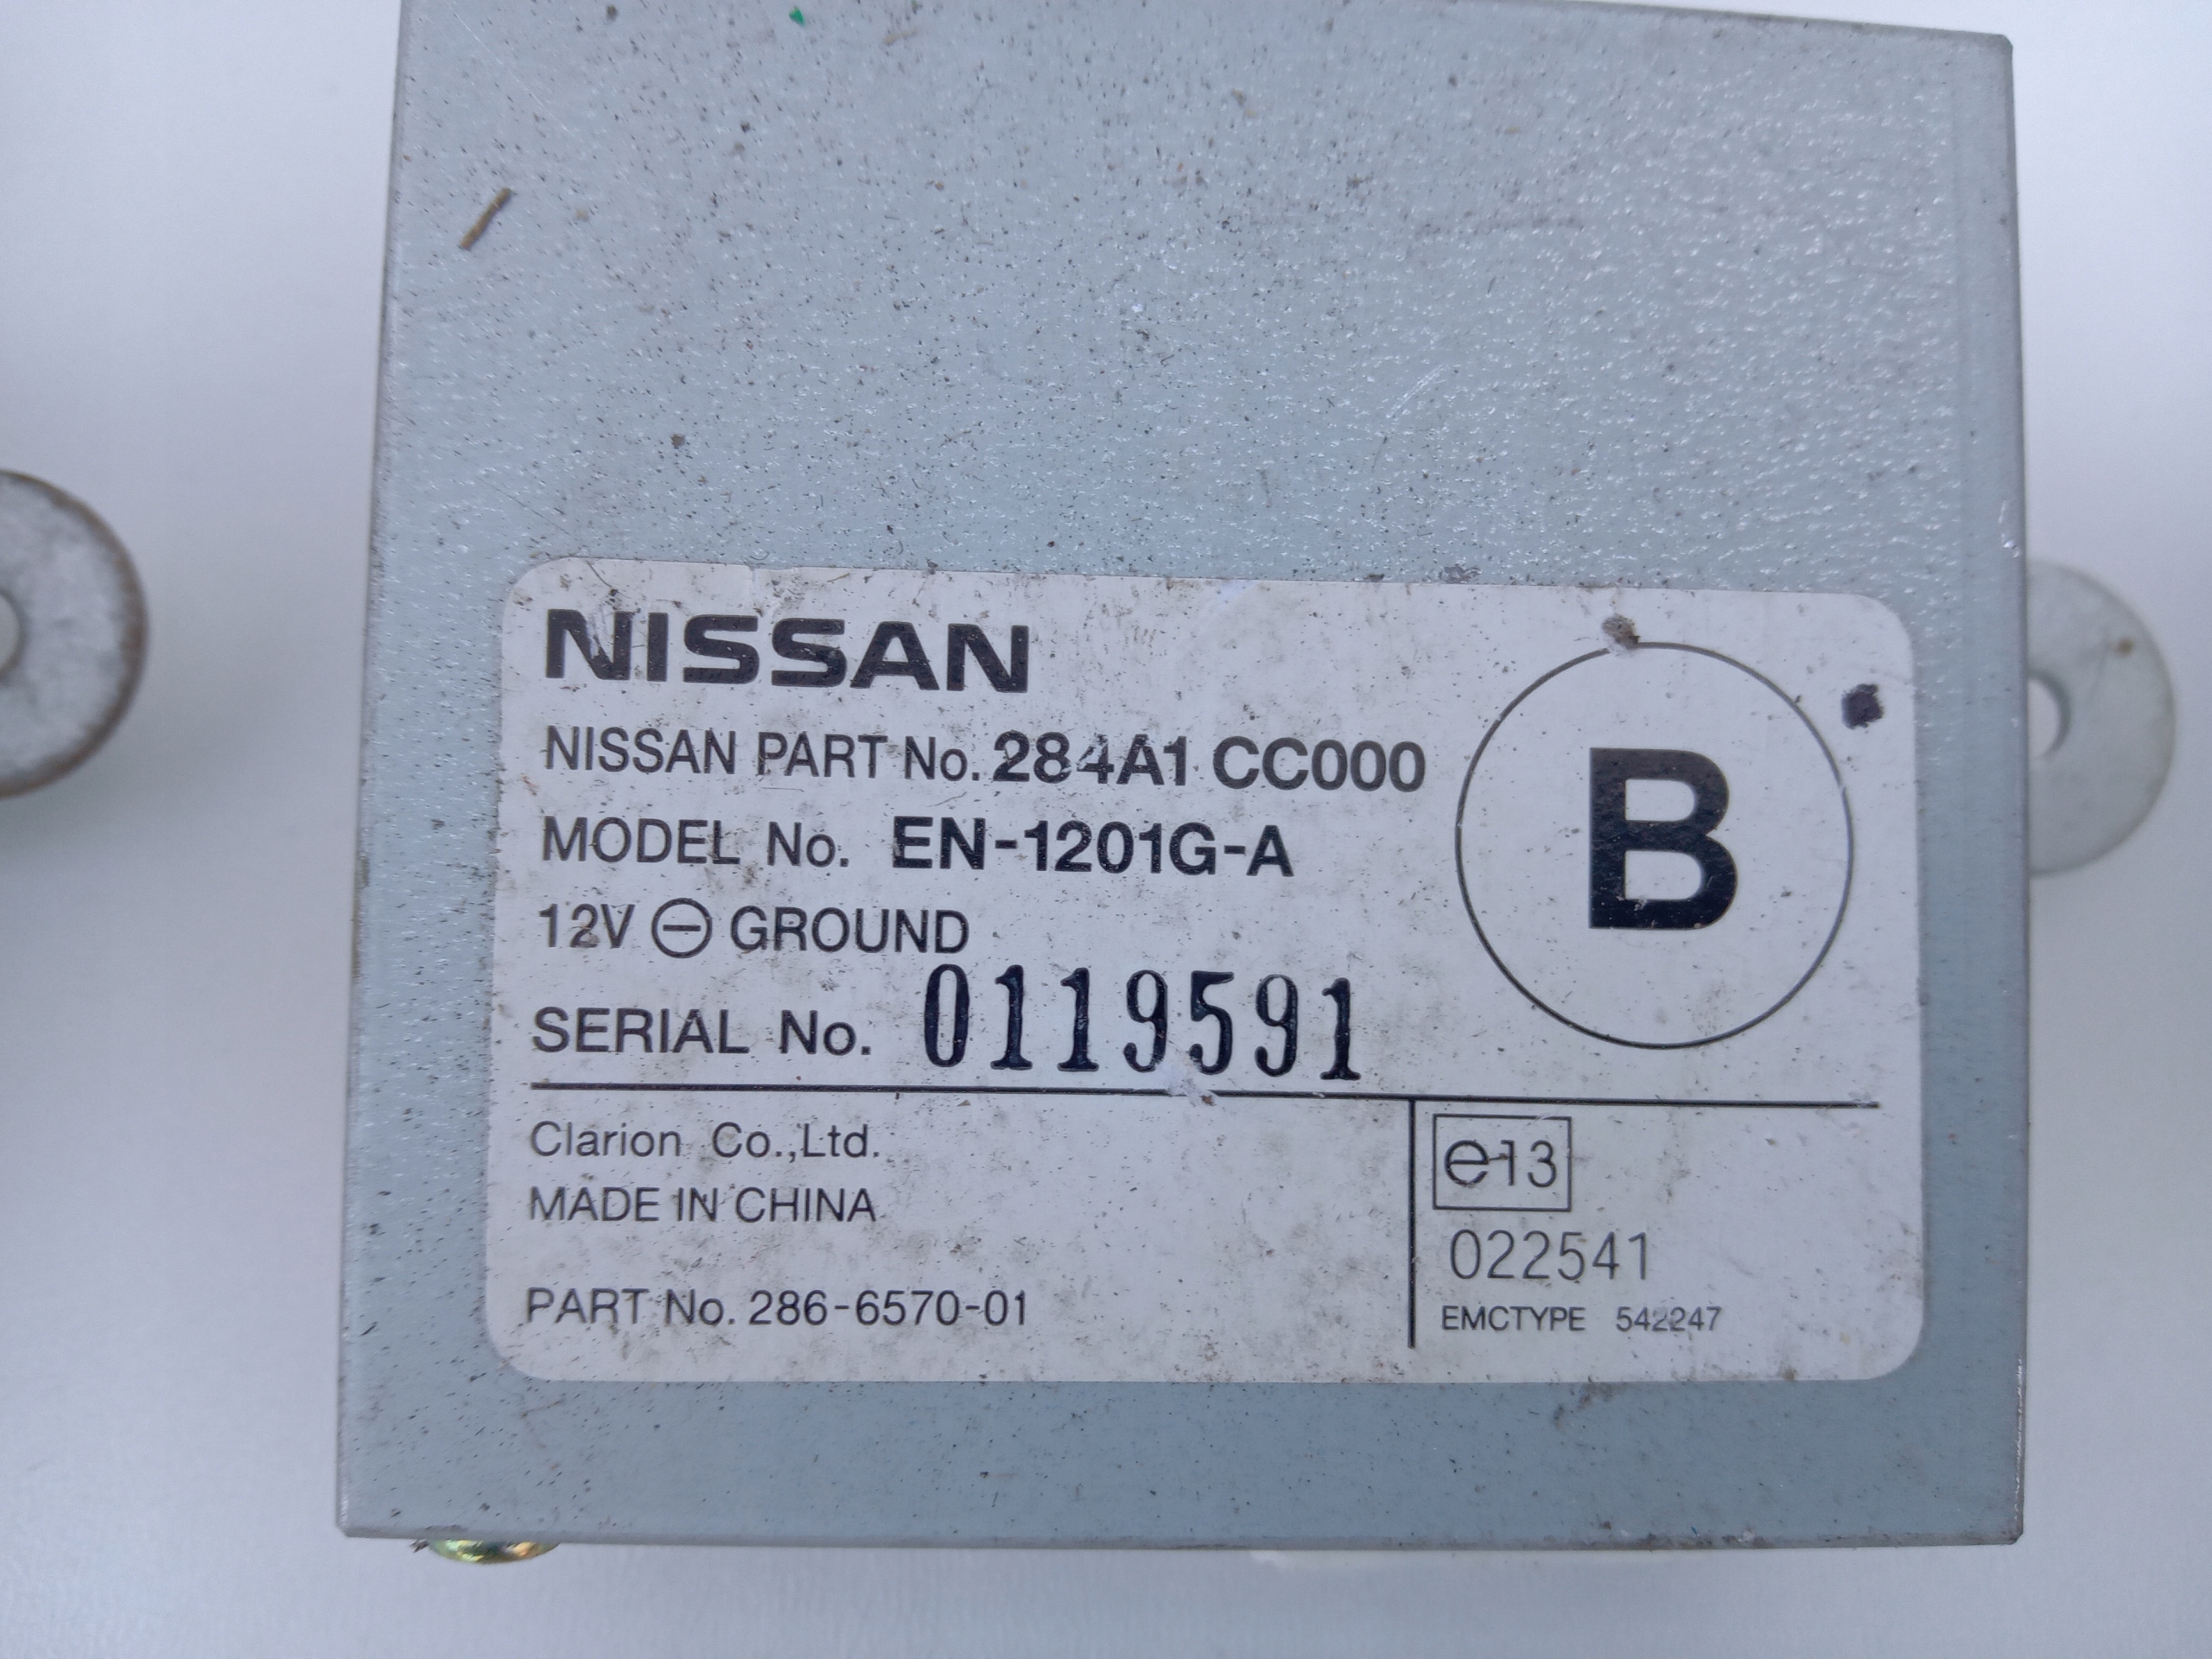 NISSAN
NISSAN PART No. 284A1 CC000
MODEL No. EN-1201G-A
12V ⊖ GROUND
SERIAL No. 0119591
B
Clarion Co.,Ltd.
MADE IN CHINA
PART No. 286-6570-01
e13
022541
EMCTYPE 542247